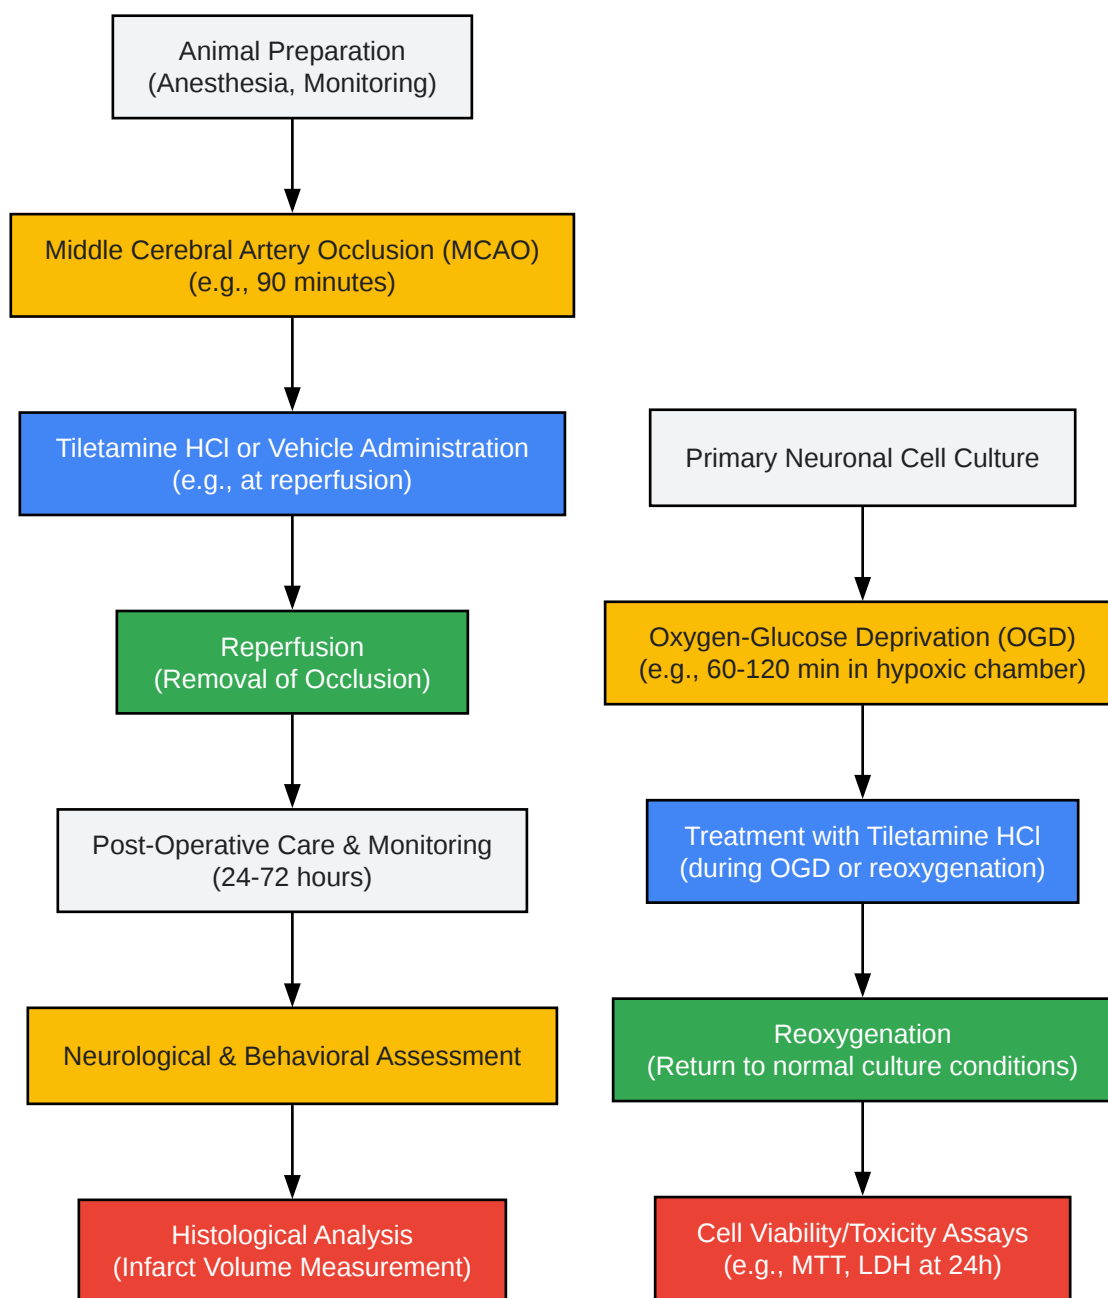 Animal Preparation
(Anesthesia, Monitoring)
Middle Cerebral Artery Occlusion (MCAO)
(e.g., 90 minutes)
Tiletamine HCl or Vehicle Administration
(e.g., at reperfusion)
Reperfusion
(Removal of Occlusion)
Post-Operative Care & Monitoring
(24-72 hours)
Neurological & Behavioral Assessment
Histological Analysis
(Infarct Volume Measurement)
Primary Neuronal Cell Culture
Oxygen-Glucose Deprivation (OGD)
(e.g., 60-120 min in hypoxic chamber)
Treatment with Tiletamine HCl
(during OGD or reoxygenation)
Reoxygenation
(Return to normal culture conditions)
Cell Viability/Toxicity Assays
(e.g., MTT, LDH at 24h)